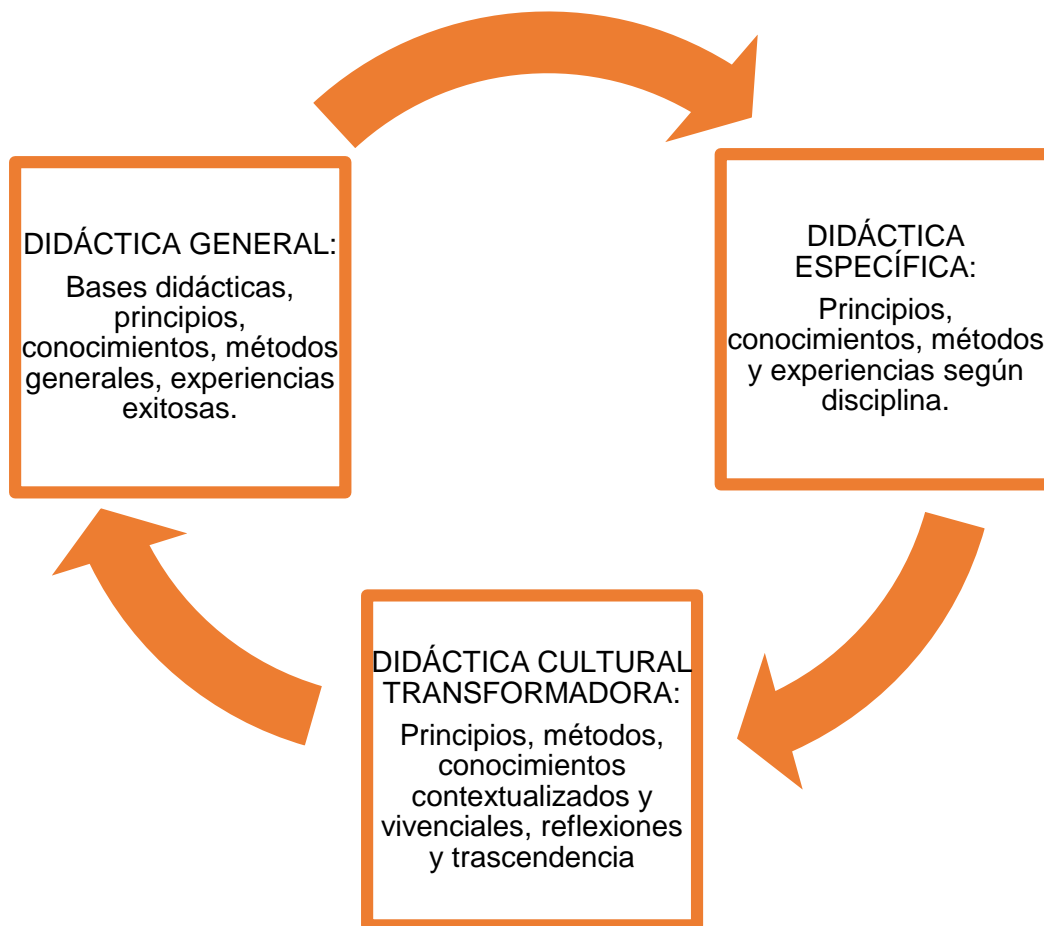 DIDÁCTICA GENERAL:
Bases didácticas,
principios,
conocimientos, métodos
generales, experiencias
exitosas.
DIDÁCTICA
ESPECÍFICA:
Principios,
conocimientos, métodos
y experiencias según
disciplina.
DIDÁCTICA CULTURAL
TRANSFORMADORA:
Principios, métodos,
conocimientos
contextualizados y
vivenciales, reflexiones
y trascendencia